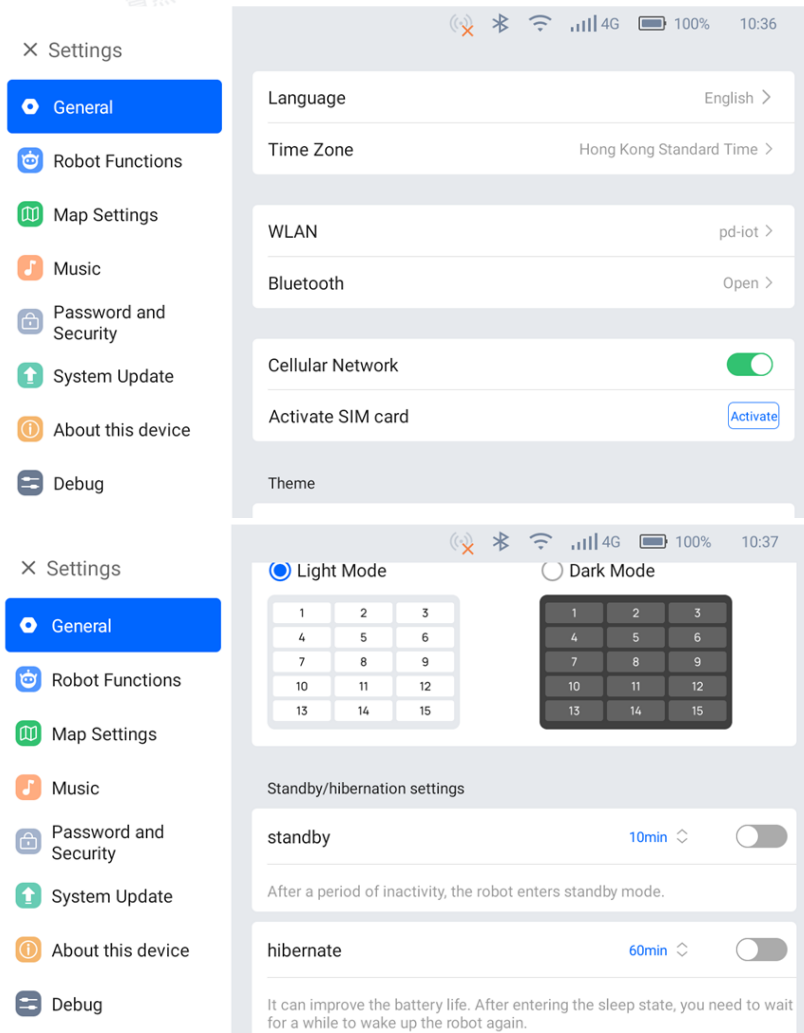 4G 100% 10:36
Settings
General
Robot Functions
Map Settings
Music
Password and
Security
System Update
About this device
Debug
Language English
Time Zone Hong Kong Standard Time
WLAN pd-iot
Bluetooth Open
Cellular Network
Activate SIM card Activate
Theme
4G 100% 10:37
Settings
General
Robot Functions
Map Settings
Music
Password and
Security
System Update
About this device
Debug
Light Mode
1 2 3
4 5 6
7 8 9
10 11 12
13 14 15
Dark Mode
1 2 3
4 5 6
7 8 9
10 11 12
13 14 15
Standby/hibernation settings
standby 10min
After a period of inactivity, the robot enters standby mode.
hibernate 60min
It can improve the battery life. After entering the sleep state, you need to wait
for a while to wake up the robot again.